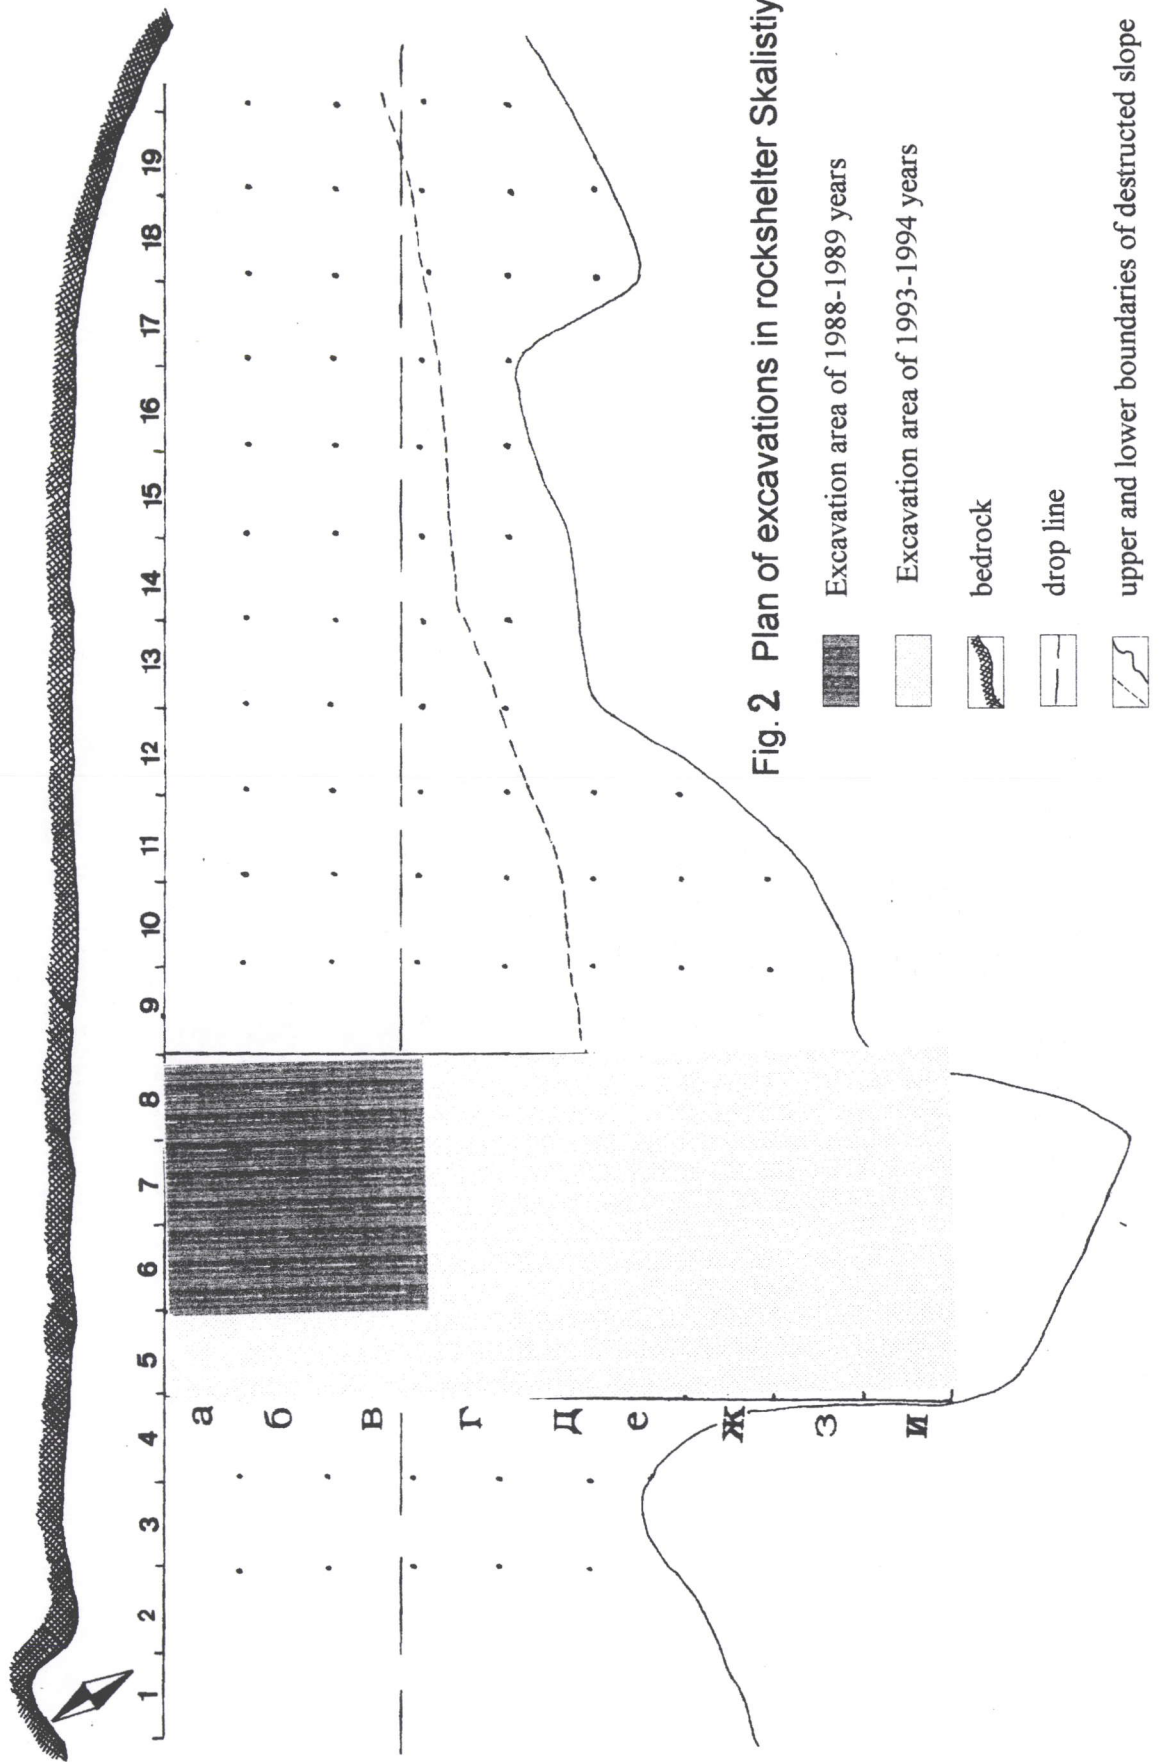 1 2 3 4 5 6 7 8 9 10 11 12 13 14 15 16 17 18 19
а
б
в
г
д
е
ж
з
и
Fig. 2 Plan of excavations in rockshelter Skalistiy
Excavation area of 1988-1989 years
Excavation area of 1993-1994 years
bedrock
drop line
upper and lower boundaries of destructed slope